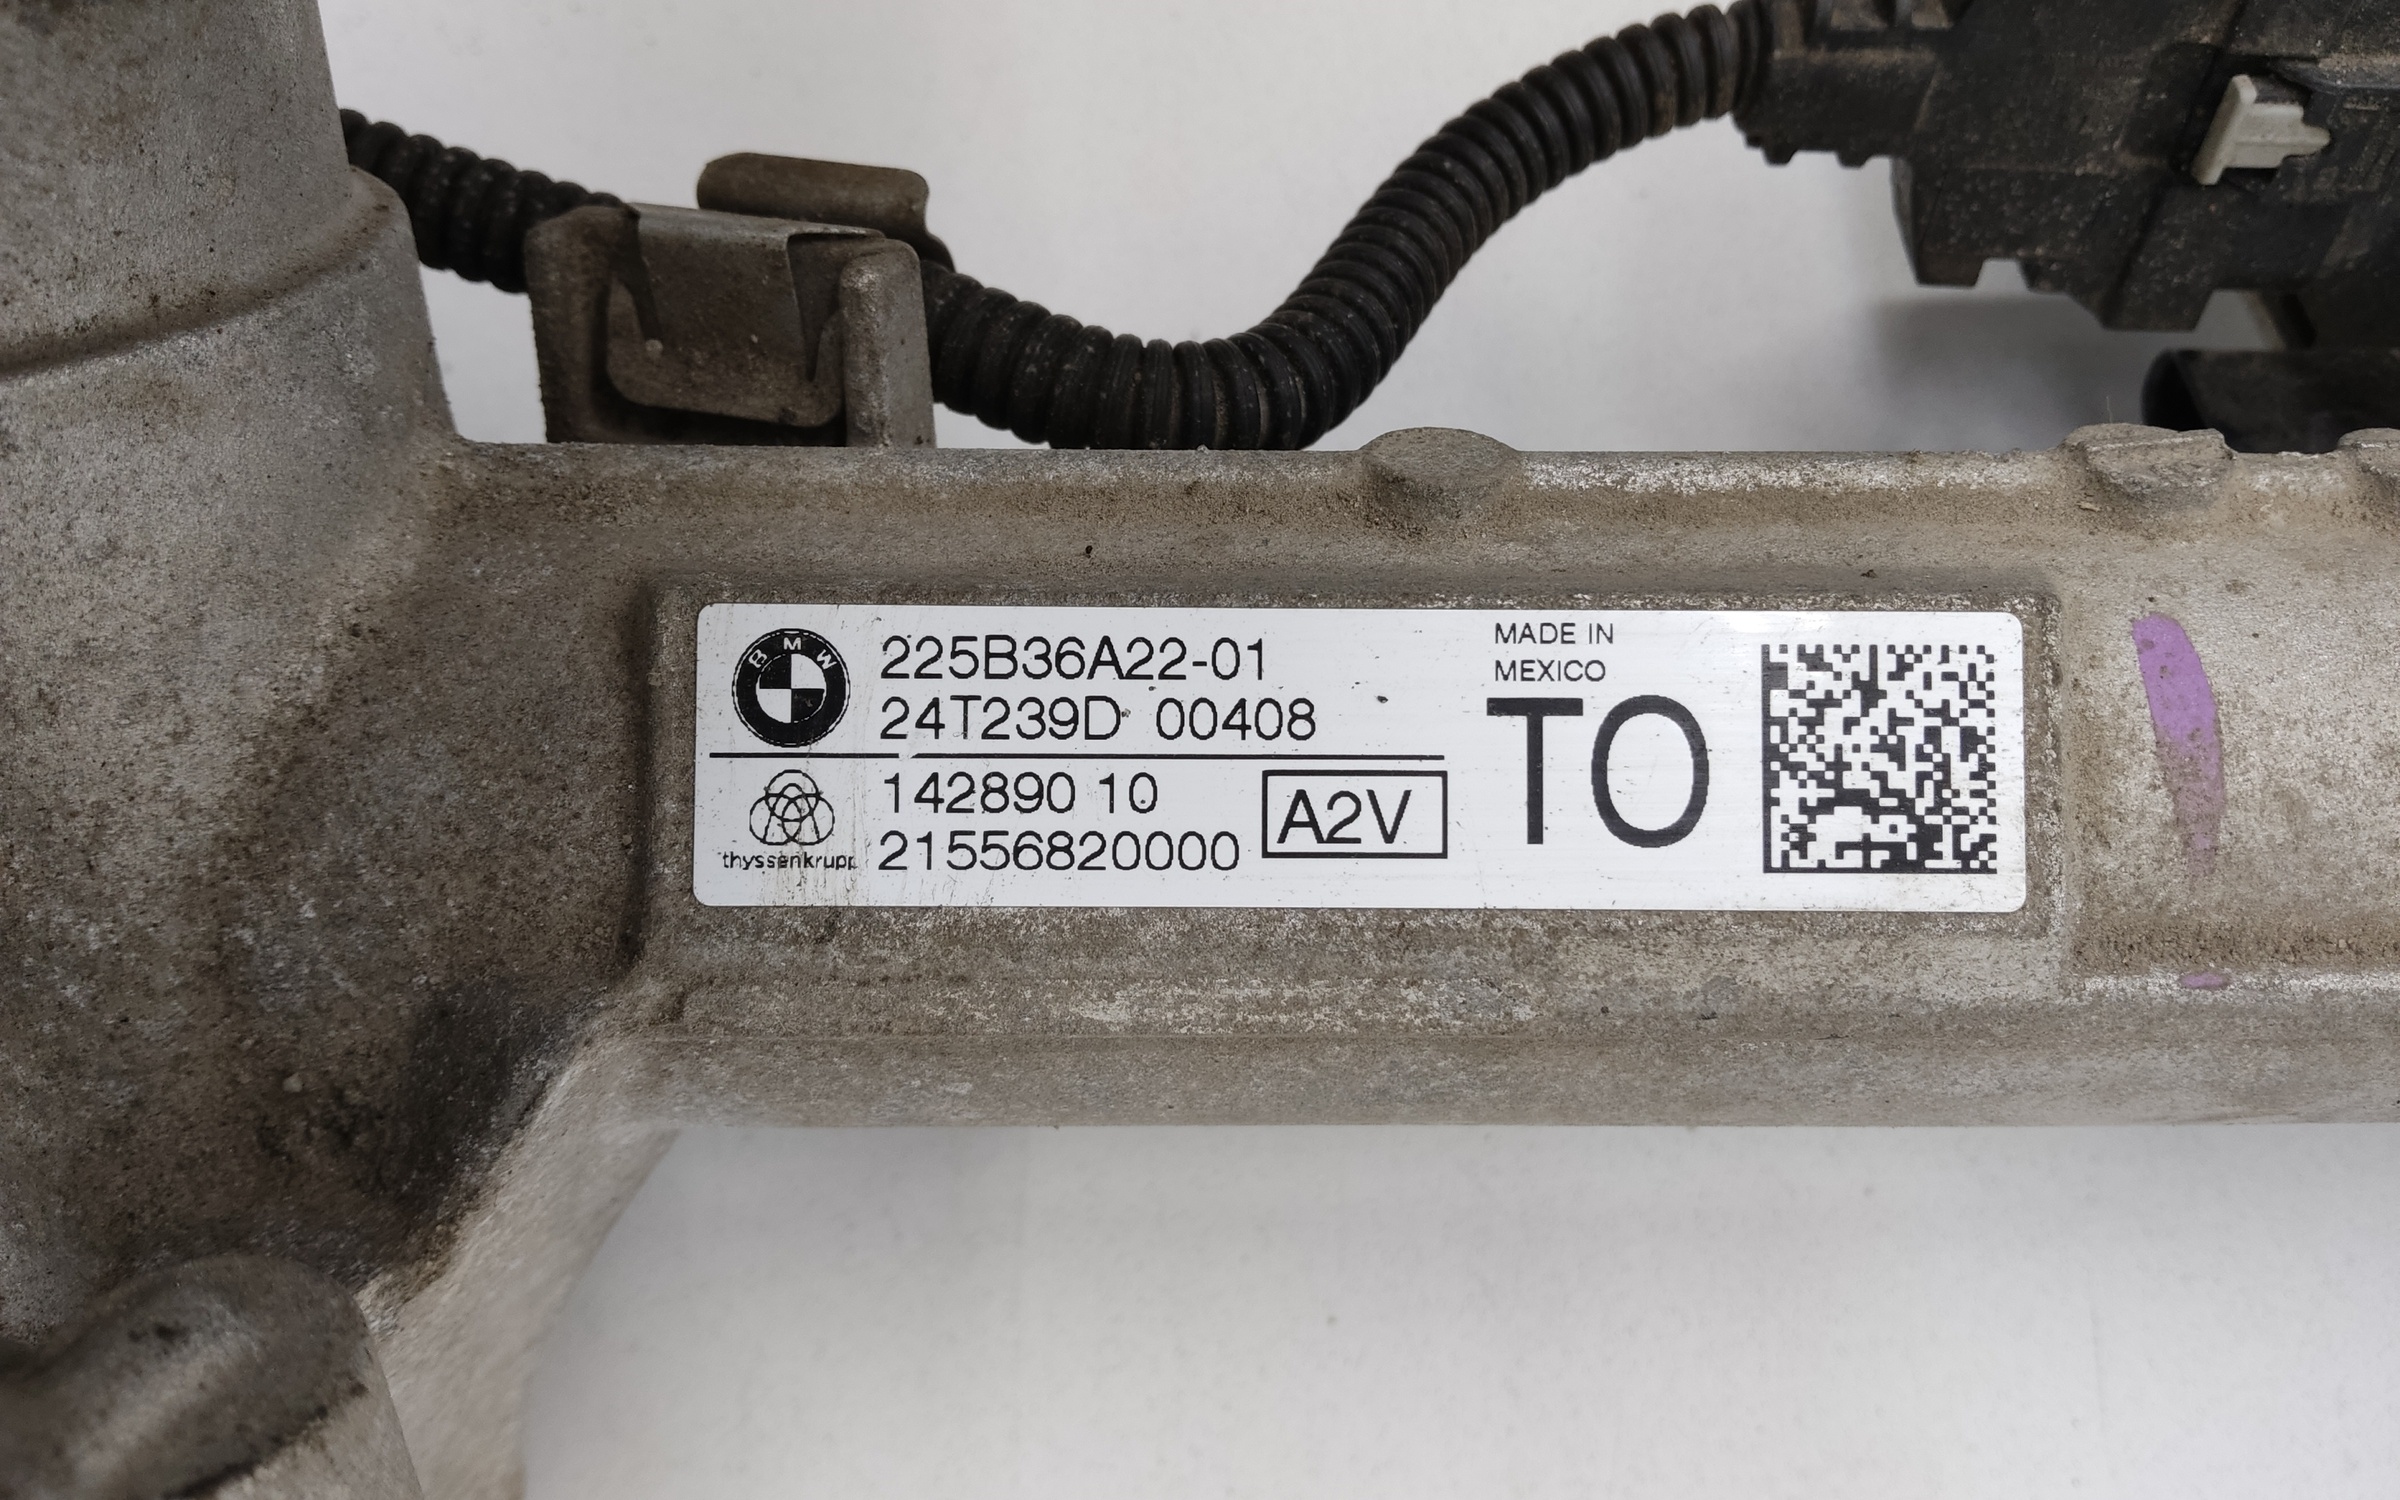 BMW
225B36A22-01
24T239D 00408
thyssenkrupp
142890 10
21556820000
A2V
MADE IN
MEXICO
TO